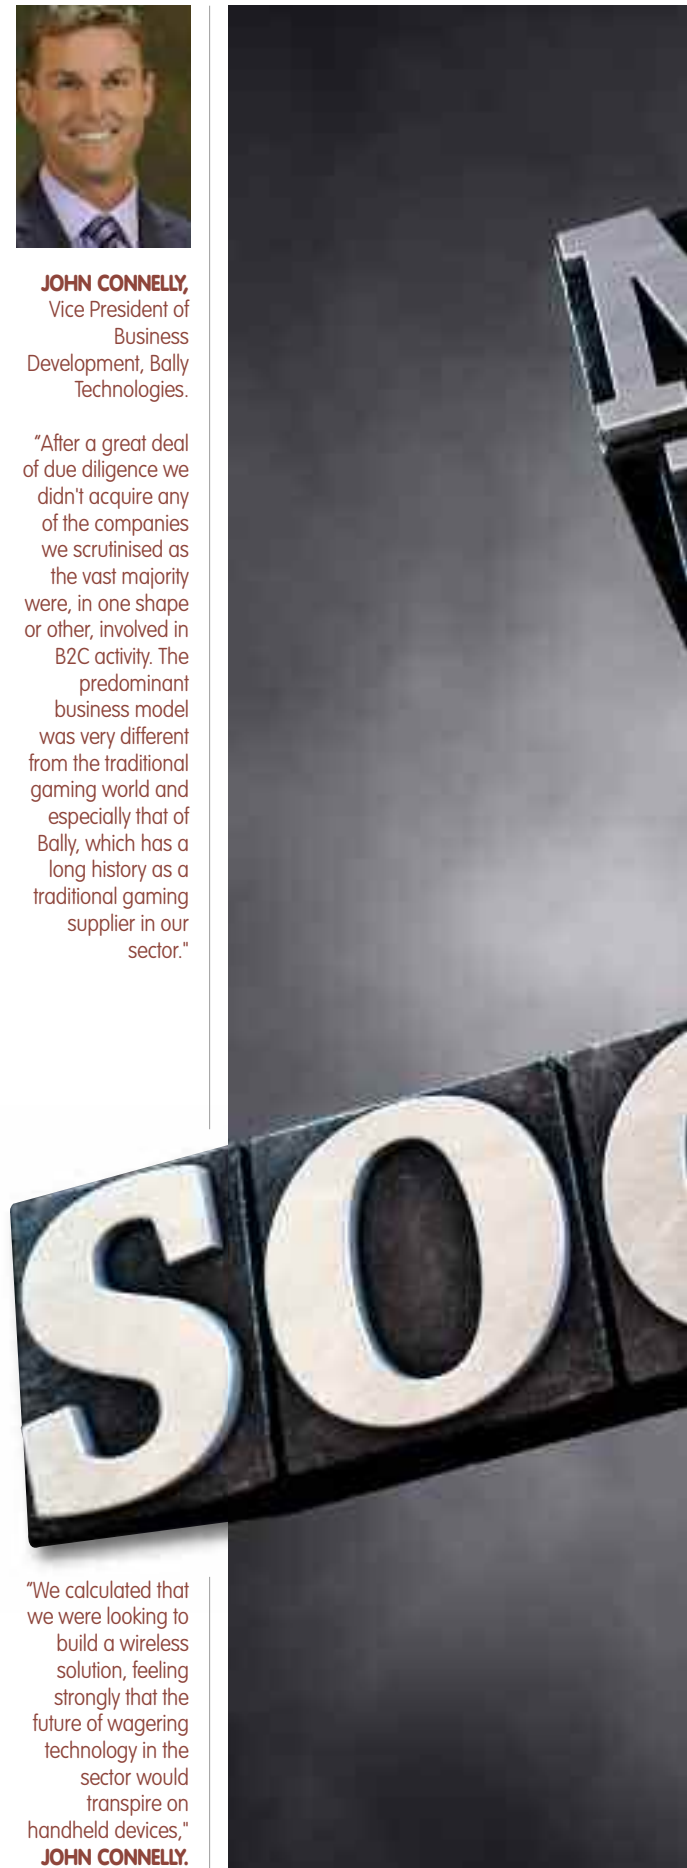 JOHN CONNELLY,
Vice President of
Business
Development, Bally
Technologies.
“After a great deal
of due diligence we
didn't acquire any
of the companies
we scrutinised as
the vast majority
were, in one shape
or other, involved in
B2C activity. The
predominant
business model
was very different
from the traditional
gaming world and
especially that of
Bally, which has a
long history as a
traditional gaming
supplier in our
sector."
SO
“We calculated that
we were looking to
build a wireless
solution, feeling
strongly that the
future of wagering
technology in the
sector would
transpire on
handheld devices,"
JOHN CONNELLY.